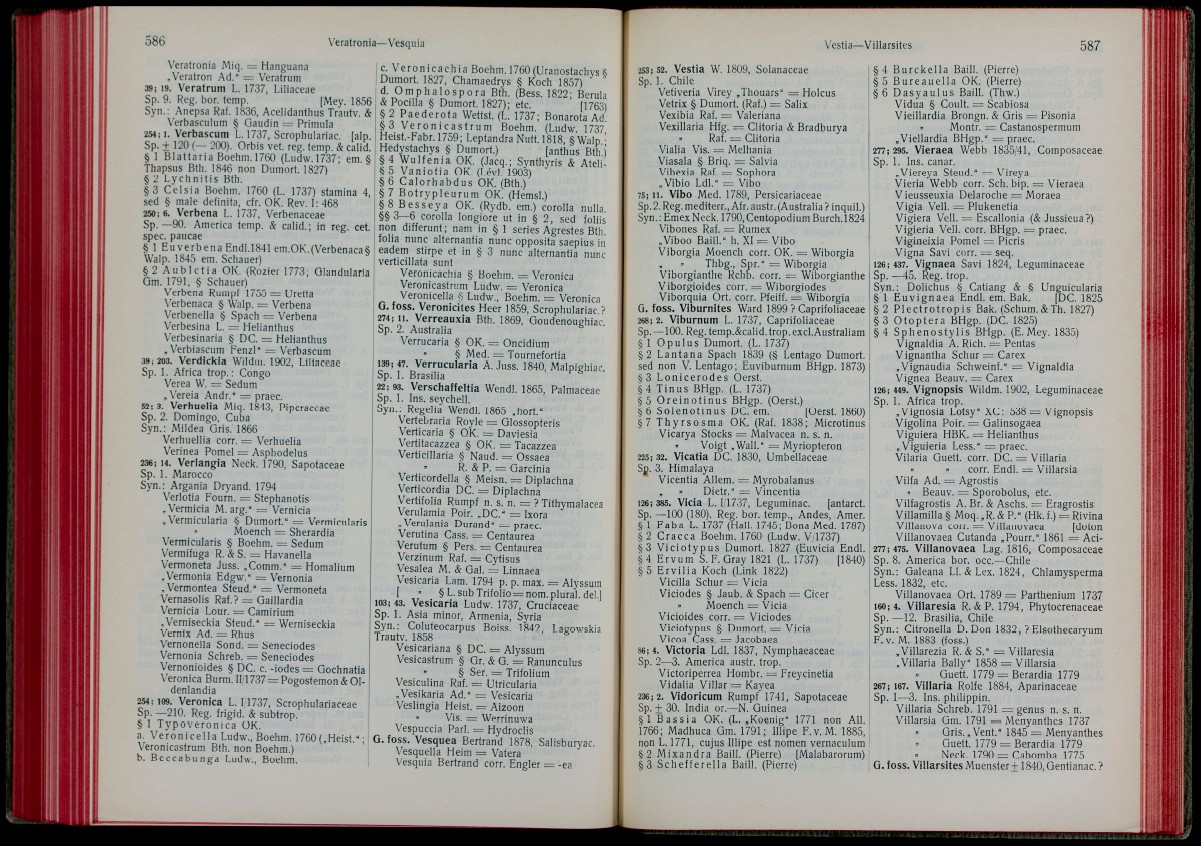 586
Veratronia—Vesquia
Veratronia Miq. = Hanguana
„Veratron Ad.“ = Veratrum
39; 19. Veratrum L. 1737, Liliaceae
Sp. 9. Reg. bor. temp. [Mey. 1856
Syn.: Anepsa Raf. 1836, Acelidanthus Trautv. &
Verbasculum § Gaudin = Primula
254; 1. Verbascum L. 1737, Scrophulariac. [alp.
Sp. ± 120 (— 200). Orbis vet. reg. temp. & calid.
§ 1 Blattaria Boehm. 1760 (Ludw. 1737; em. §
Thapsus Bth. 1846 non Dumort. 1827)
§ 2 Lychnitis Bth.
§ 3 Celsia Boehm. 1760 (L. 1737) stamina 4,
sed § male definita, cfr. OK. Rev. I: 468
250; 6. Verbena L. 1737, Verbenaceae
Sp. —90. America temp. & calid.; in reg. cet.
spec. paucae
§ 1 Euverbena Endl. 1841 em. OK. (Verbenaca §
Walp. 1845 em. Schauer)
§ 2 Aubletia OK. (Rozier 1773; Glandularia
Gm. 1791, § Schauer)
Verbena Rumpf 1755 = Uretta
Verbenaca § Walp. = Verbena
Verbenella § Spach = Verbena
Verbesina L. = Helianthus
Verbesinaria § DC. = Helianthus
„Verbiascum Fenzl“ = Verbascum
39; 203. Verdickia Wildm. 1902, Liliaceae
Sp. 1. Africa trop.: Congo
Verea W. = Sedum
„Vereia Andr.“ = praec.
52; 3. Verhuelia Miq. 1843, Piperaceae
Sp. 2. Domingo, Cuba
Syn.: Mildea Gris. 1866
Verhuellia corr. = Verhuelia
Verinea Pomel = Asphodelus
236; 14. Verlangia Neck. 1790, Sapotaceae
Sp. 1. Marocco
Syn.: Argania Dryand. 1794
Verlotia Fourn. = Stephanotis
„Vermicia M. arg.“ = Vernicia
„Vermicularia § Dumort.“ = Vermicularis
Moench = Sherardia
Vermicularis § Boehm. = Sedum
Vermifuga R. & S. = Havanella
Vermoneta Juss. „Comm.“ = Homalium
„Vermonia Edgw.“ = Vernonia
„Vermontea Steud.“ = Vermoneta
Vernasolis Raf.? = Gaillardia
Vernicia Lour. = Camirium
„Verniseckia Steud.“ = Werniseckia
Vernix Ad. = Rhus
Vernonella Sond. = Seneciodes
Vernonia Schreb. = Seneciodes
Vernonioides § DC. c. -iodes = Gochnatia
Veronica Burm. II/1737 = Pogostemon & Ol-
denlandia
254; 109. Veronica L. I/1737, Scrophulariaceae
Sp. —210. Reg. frigid. & subtrop.
§ 1 Typoveronica OK.
a. Veronicella Ludw., Boehm. 1760 („Heist.“;
Veronicastrum Bth. non Boehm.)
b. Beccabunga Ludw., Boehm.
c. Veronicachia Boehm. 1760 (Uranostachys §
Dumort. 1827, Chamaedrys § Koch 1857)
d. Omphalospora Bth. (Bess. 1822; Berula
& Pocilla § Dumort. 1827); etc. [1763)
§ 2 Paederota Wettst. (L. 1737; Bonarota Ad.
§ 3 Veronicastrum Boehm. (Ludw. 1737,
Heist.-Fabr. 1759; Leptandra Nutt. 1818, § Walp.;
Hedystachys § Dumort.) [anthus Bth.)
§ 4 Wulfenia OK. (Jacq.; Synthyris & Ateli-
§ 5 Vaniotia OK (Lévl. 1903)
§ 6 Calorhabdus OK. (Bth.)
§ 7 Botrypleurum OK. (Hemsl.)
§ 8 Besseya OK. (Rydb. em.) corolla nulla.
§§ 3—6 corolla longiore ut in § 2, sed foliis
non differunt; nam in § 1 series Agrestes Bth.
folia nunc alternantia nunc opposita saepius in
eadem stirpe et in § 3 nunc alternantia nunc
verticillata sunt
Veronicachia § Boehm. = Veronica
Veronicastrum Ludw. = Veronica
Veronicella § Ludw., Boehm. = Veronica
G. foss. Veronicites Heer 1859, Scrophulariac.?
274; 11. Verreauxia Bth. 1869, Goudenoughiac.
Sp. 2. Australia
Verrucaria § OK. = Oncidium
„ § Med. = Tournefortia
139; 47. Verrucularia A. Juss. 1840, Malpighiac.
Sp. 1. Brasilia
22; 93. Verschaffeltia Wendl. 1865, Palmaceae
Sp. 1. Ins. seychell.
Syn.: Regelia Wendl. 1865 „hort.“
Vertebraria Royle = Glossopteris
Verticaria § OK. = Daviesia
Vertitacazzea § OK. = Tacazzea
Verticillaria § Naud. = Ossaea
„ R. & P. = Garcinia
Verticordella § Meisn. = Diplachna
Verticordia DC. = Diplachna
Vertifolia Rumpf n. s. n. = ? Tithymalacea
Verulamia Poir. „DC.“ = Ixora
„Verulania Durand“ = praec.
Verutina Cass. = Centaurea
Verutum § Pers. = Centaurea
Verzinum Raf. = Cytisus
Vesalea M. & Gal. = Linnaea
Vesicaria Lam. 1794 p. p. max. = Alyssum
[ „ § L. sub Trifolio = nom. plural. del.]
103; 43. Vesicaria Ludw. 1737, Cruciaceae
Sp. 1. Asia minor, Armenia, Syria
Syn.: Coluteocarpus Boiss. 1842, Lagowskia
Trautv. 1858
Vesicariana § DC. = Alyssum
Vesicastrum § Gr. & G. = Ranunculus
„ § Ser. = Trifolium
Vesiculina Raf. = Utricularia
„Vesikaria Ad.“ = Vesicaria
Veslingia Heist. = Aizoon
„ Vis. = Werrinuwa
Vespuccia Parl. = Hydroclis
G. foss. Vesquea Bertrand 1878, Salisburyac.
Vesquella Heim = Vatera
Vesquia Bertrand corr. Engler = -ea
Vestia—Villarsites
587
253; 52. Vestia W. 1809, Solanaceae
Sp. 1. Chile
Vetiveria Virey „Thouars“ = Holcus
Vetrix § Dumort. (Raf.) = Salix
Vexibia Raf. = Valeriana
Vexillaria Hfg. = Clitoria & Bradburya
„ Raf. = Clitoria
Vialia Vis. = Melhania
Viasala § Briq. = Salvia
Vibexia Raf. = Sophora
„Vibio Ldl.“ = Vibo
75; 11. Vibo Med. 1789, Persicariaceae
Sp. 2. Reg. mediterr., Afr. austr. (Australia? inquil.)
Syn.: Emex Neck. 1790, Centopodium Burch. 1824
Vibones Raf. = Rumex
„Viboo Baill.“ h. XI = Vibo
Viborgia Moench corr. OK. = Wiborgia
„ Thbg., Spr.“ = Wiborgia
Viborgianthe Rchb. corr. = Wiborgianthe
Viborgioides corr. = Wiborgiodes
Viborquia Ort. corr. Pfeiff. = Wiborgia
G. foss. Viburnites Ward 1899? Caprifoliaceae
268; 2. Viburnum L. 1737, Caprifoliaceae
Sp. —100. Reg. temp. & calid. trop. excl. Australiam
§ 1 Opulus Dumort. (L. 1737)
§ 2 Lantana Spach 1839 (§ Lentago Dumort.
sed non V. Lentago; Euviburnum BHgp. 1873)
§ 3 Lonicerodes Oerst.
§ 4 Tinus BHgp. (L. 1737)
§ 5 Oreinotinus BHgp. (Oerst.)
§ 6 Solenotinus DC. em. [Oerst. 1860)
§ 7 Thyrsosma OK. (Raf. 1838; Microtinus
Vicarya Stocks = Malvacea n. s. n.
„ Voigt „Wall.“ = Myriopteron
225; 32. Vicatia DC. 1830, Umbellaceae
Sp. 3. Himalaya
Vicentia Allem. = Myrobalanus
„ „ Dietr.“ = Vincentia
126; 385. Vicia L. I/1737, Leguminac. [antarct.
Sp. —100 (180). Reg. bor. temp., Andes, Amer.
§ 1 Faba L. 1737 (Hall. 1745; Dona Med. 1787)
§ 2 Cracca Boehm. 1760 (Ludw. V/1737)
§ 3 Viciotypus Dumort. 1827 (Euvicia Endl.
§ 4 Ervum S. F. Gray 1821 (L. 1737) [1840)
§ 5 Ervilia Koch (Link 1822)
Vicilla Schur = Vicia
Viciodes § Jaub. & Spach = Cicer
„ Moench = Vicia
Vicioides corr. = Viciodes
Viciotypus § Dumort. = Vicia
Vicoa Cass. = Jacobaea
86; 4. Victoria Ldl. 1837, Nymphaeaceae
Sp. 2—3. America austr. trop.
Victoriperrea Hombr. = Freycinetia
Vidalia Villar = Kayea
236; 2. Vidoricum Rumpf 1741, Sapotaceae
Sp. ± 30. India or.—N. Guinea
§ 1 Bassia OK. (L. „Koenig“ 1771 non All.
1766; Madhuca Gm. 1791; Illipe F. v. M. 1885,
non L. 1771, cujus Illipe est nomen vernaculum
§ 2 Mixandra Baill. (Pierre) [Malabarorum)
§ 3 Schefferella Baill. (Pierre)
§ 4 Burckella Baill. (Pierre)
§ 5 Bureauella OK. (Pierre)
§ 6 Dasyaulus Baill. (Thw.)
Vidua § Coult. = Scabiosa
Vieillardia Brongn. & Gris = Pisonia
„ Montr. = Castanospermum
„Viellardia BHgp.“ = praec.
277; 295. Vieraea Webb 1835/41, Composaceae
Sp. 1. Ins. canar.
„Viereya Steud.“ = Vireya
Vieria Webb corr. Sch. bip. = Vieraea
Vieusseuxia Delaroche = Moraea
Vigia Vell. = Plukenetia
Vigiera Vell. = Escallonia (& Jussieua?)
Vigieria Vell. corr. BHgp. = praec.
Vigineixia Pomel = Picris
Vigna Savi corr. = seq.
126; 437. Vignaea Savi 1824, Leguminaceae
Sp. —45. Reg. trop.
Syn.: Dolichus § Catiang & § Unguicularia
§ 1 Euvignaea Endl. em. Bak. [DC. 1825
§ 2 Plectrotropis Bak. (Schum. & Th. 1827)
§ 3 Otoptera BHgp. (DC. 1825)
§ 4 Sphenostylis BHgp. (E. Mey. 1835)
Vignaldia A. Rich. = Pentas
Vignantha Schur = Carex
„Vignaudia Schweinf.“ = Vignaldia
Vignea Beauv. = Carex
126; 449. Vignopsis Wildm. 1902, Leguminaceae
Sp. 1. Africa trop.
„Vignosia Lotsy“ XC: 538 = Vignopsis
Vigolina Poir. = Galinsogaea
Viguiera HBK. = Helianthus
„Viguieria Less.“ = praec.
Vilaria Guett. corr. DC. = Villaria
„ „ corr. Endl. = Villarsia
Vilfa Ad. = Agrostis
„ Beauv. = Sporobolus, etc.
Vilfagrostis A. Br. & Aschs. = Eragrostis
Villamilla § Moq. „R. & P.“ (Hk. f.) = Rivina
Villanova corr. = Villanovaea [doton
Villanovaea Cutanda „Pourr.“ 1861 = Aci-
277; 475. Villanovaea Lag. 1816, Composaceae
Sp. 8. America bor. occ.—Chile
Syn.: Galeana Ll. & Lex. 1824, Chlamysperma
Less. 1832, etc.
Villanovaea Ort. 1789 = Parthenium 1737
160; 4. Villaresia R. & P. 1794, Phytocrenaceae
Sp. —12. Brasilia, Chile
Syn.: Citronella D. Don 1832, ? Elsothecaryum
F. v. M. 1883 (foss.)
„Villarezia R. & S.“ = Villaresia
„Villaria Bally“ 1858 = Villarsia
„ Guett. 1779 = Berardia 1779
267; 167. Villaria Rolfe 1884, Aparinaceae
Sp. 1—3. Ins. philippin.
Villaria Schreb. 1791 = genus n. s. n.
Villarsia Gm. 1791 = Menyanthes 1737
„ Gris. „Vent.“ 1845 = Menyanthes
„ Guett. 1779 = Berardia 1779
„ Neck. 1790 = Cabomba 1775
G. foss. Villarsites Muenster ± 1840, Gentianac.?